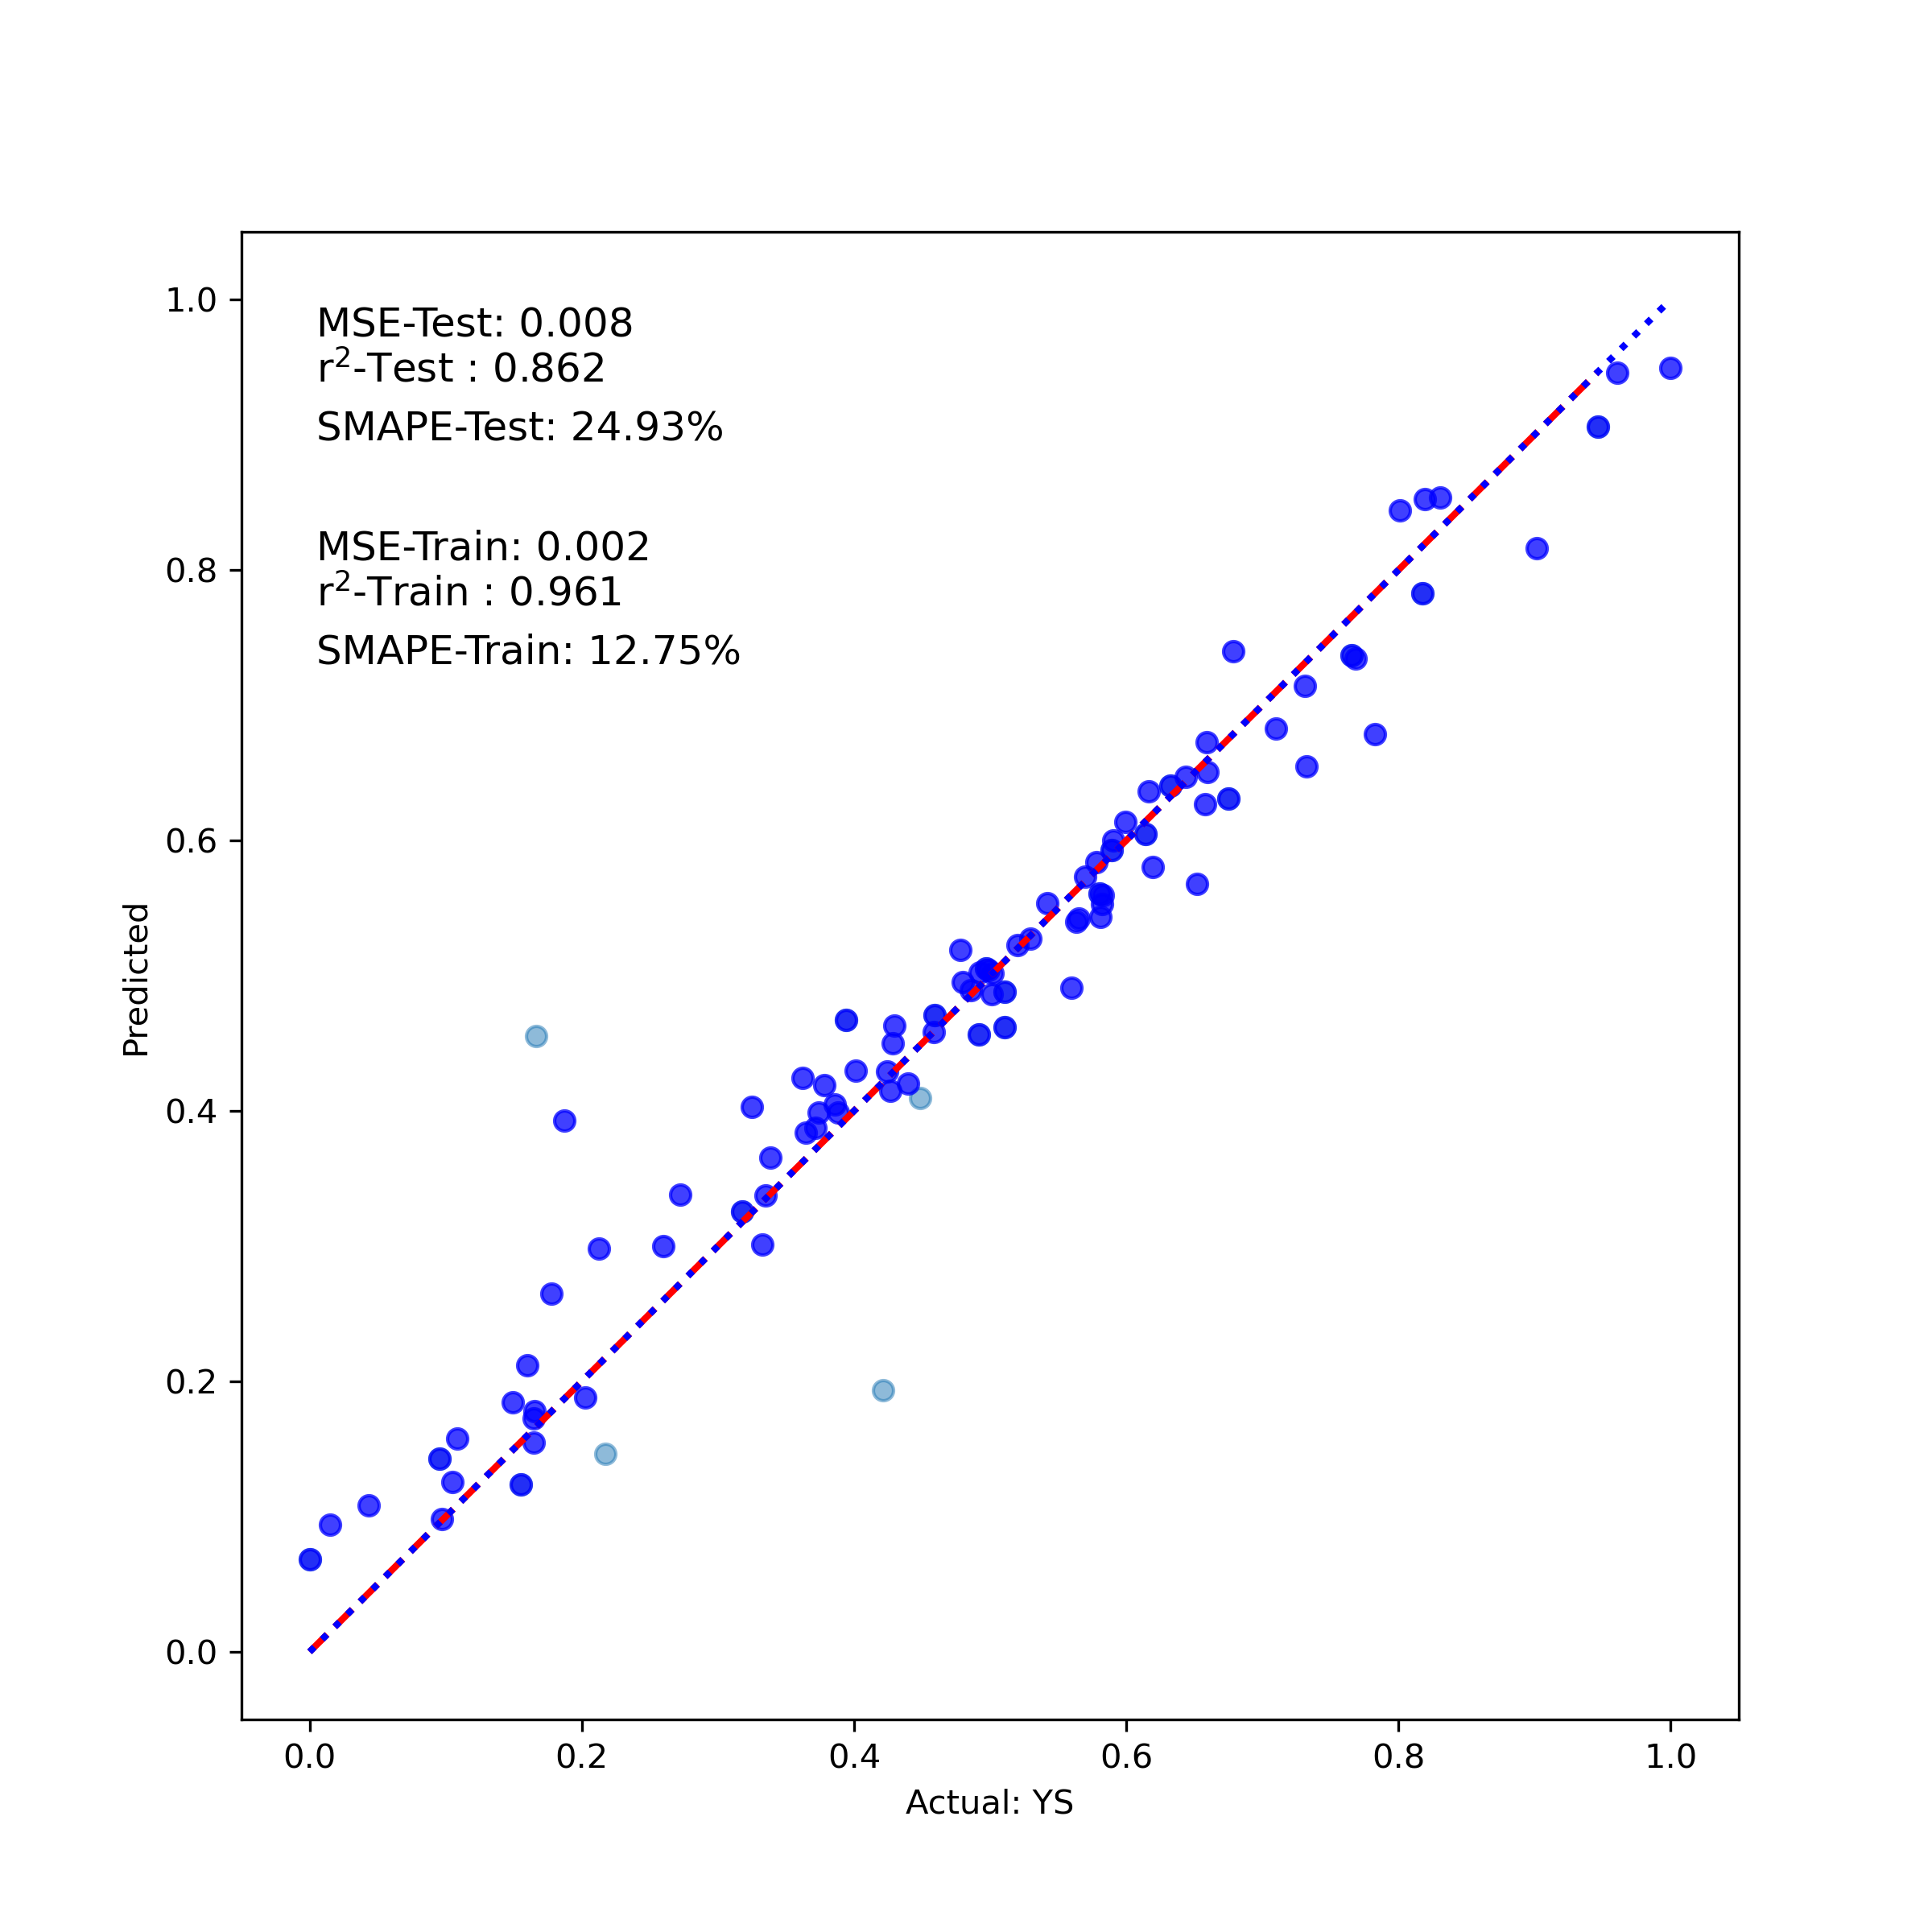 MSE-Test: 0.008
r²-Test : 0.862
SMAPE-Test: 24.93%
MSE-Train: 0.002
r²-Train : 0.961
SMAPE-Train: 12.75%
1.0
0.8
0.6
0.4
0.2
0.0
Predicted
0.0 0.2 0.4 0.6 0.8 1.0
Actual: YS